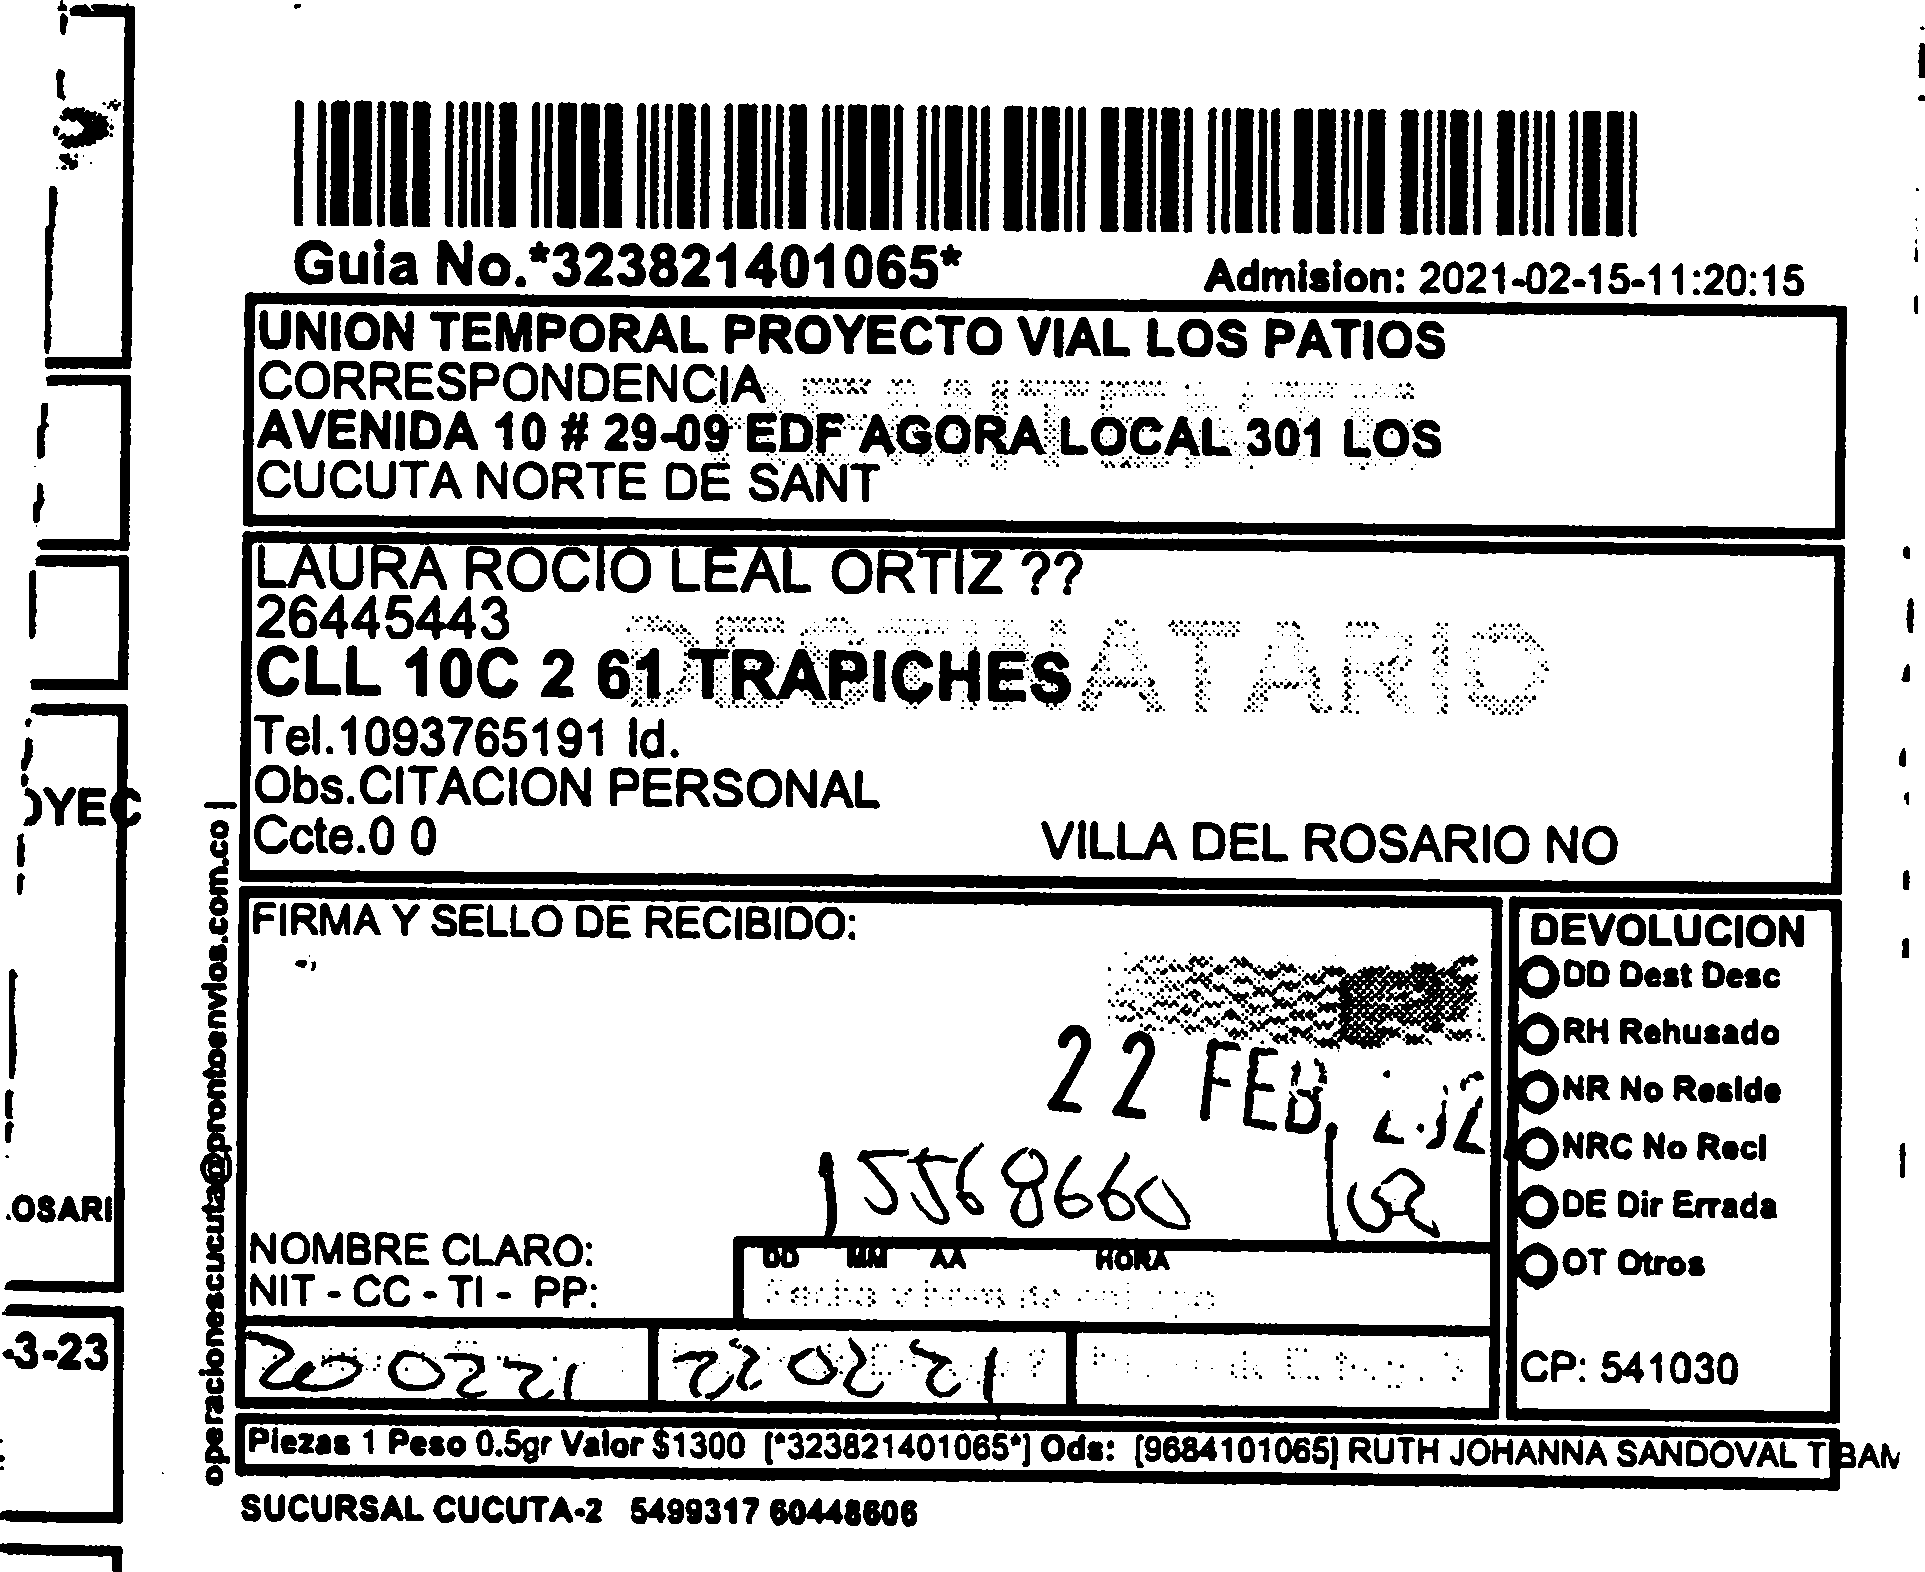 Guia No.*323821401065*
Admision: 2021-02-15-11:20:15
UNION TEMPORAL PROYECTO VIAL LOS PATIOS
CORRESPONDENCIA
AVENIDA 10 # 29-09 EDF AGORA LOCAL 301 LOS
CUCUTA NORTE DE SANT
LAURA ROCIO LEAL ORTIZ ??
26445443
DESTINATARIO
CLL 10C 2 61 TRAPICHES
Tel.1093765191 Id.
Obs.CITACION PERSONAL
Ccte.0 0
VILLA DEL ROSARIO NO
operacionescucuta@prontoenvios.com.co |
FIRMA Y SELLO DE RECIBIDO:
22 FEB.
5568660
NOMBRE CLARO:
NIT - CC - TI - PP:
DD MM AA HORA
200221
220221
DEVOLUCION
DD Dest Desc
RH Rehusado
NR No Reside
NRC No Recl
DE Dir Errada
OT Otros
CP: 541030
Piezas 1 Peso 0.5gr Valor $1300 [*323821401065*] Ods: [9684101065] RUTH JOHANNA SANDOVAL TIBAM
SUCURSAL CUCUTA-2 5499317 60448606
OYEC
OSARI
-3-23